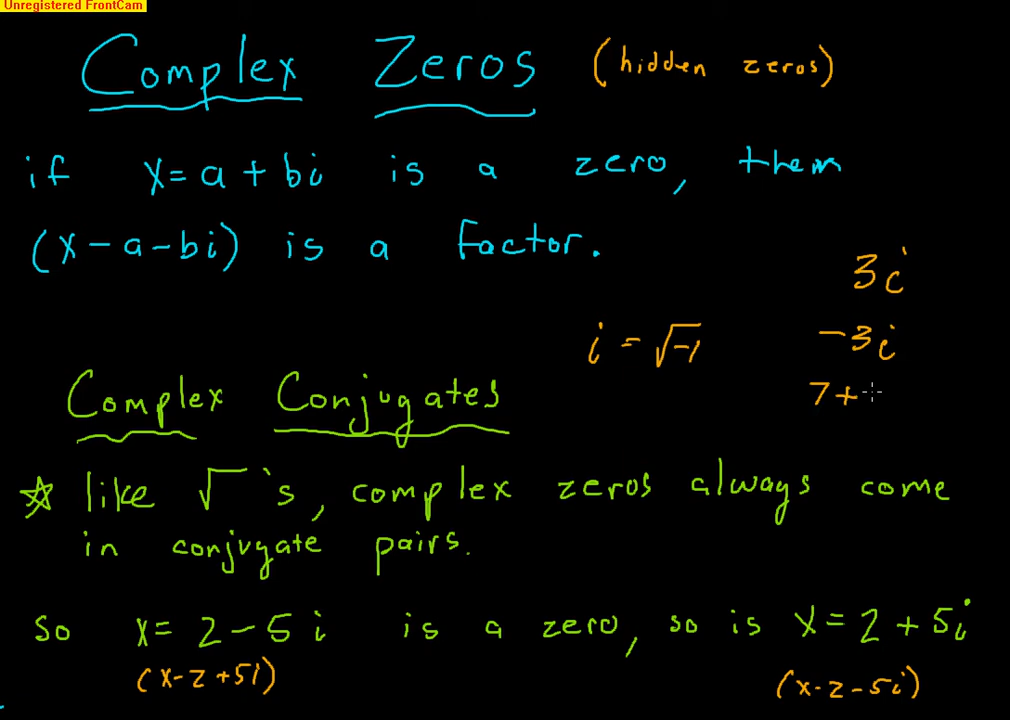 Unregistered FrontCam
Complex Zeros (hidden zeros)
if x = a + bi is a zero, them
(x - a - bi) is a factor.
3i
i = √-1
-3i
7+
Complex Conjugates
☆ like √ 's, complex zeros always come
in conjugate pairs.
so x = 2 - 5i is a zero, so is x = 2 + 5i
(x-2+5i) (x-2-5i)